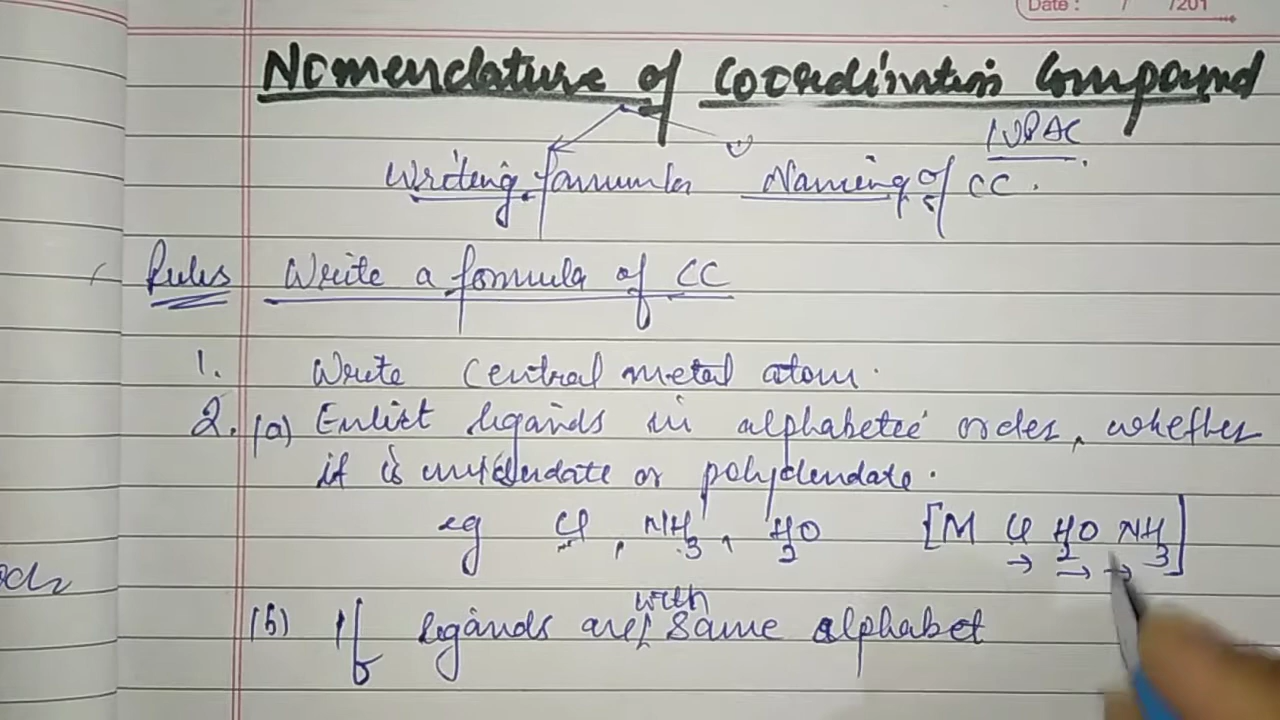 Date : / /201
Nomenclature of Coordination Compound
IUPAC
Writing formula Naming of CC.
Rules Write a formula of CC
1. Write central metal atom.
2. (a) Enlist ligands in alphabetic order, whether
it is unidendate or polydendate.
eg Cl, NH3, H2O [M Cl H2O NH3]
with
(b) If ligands are same alphabet